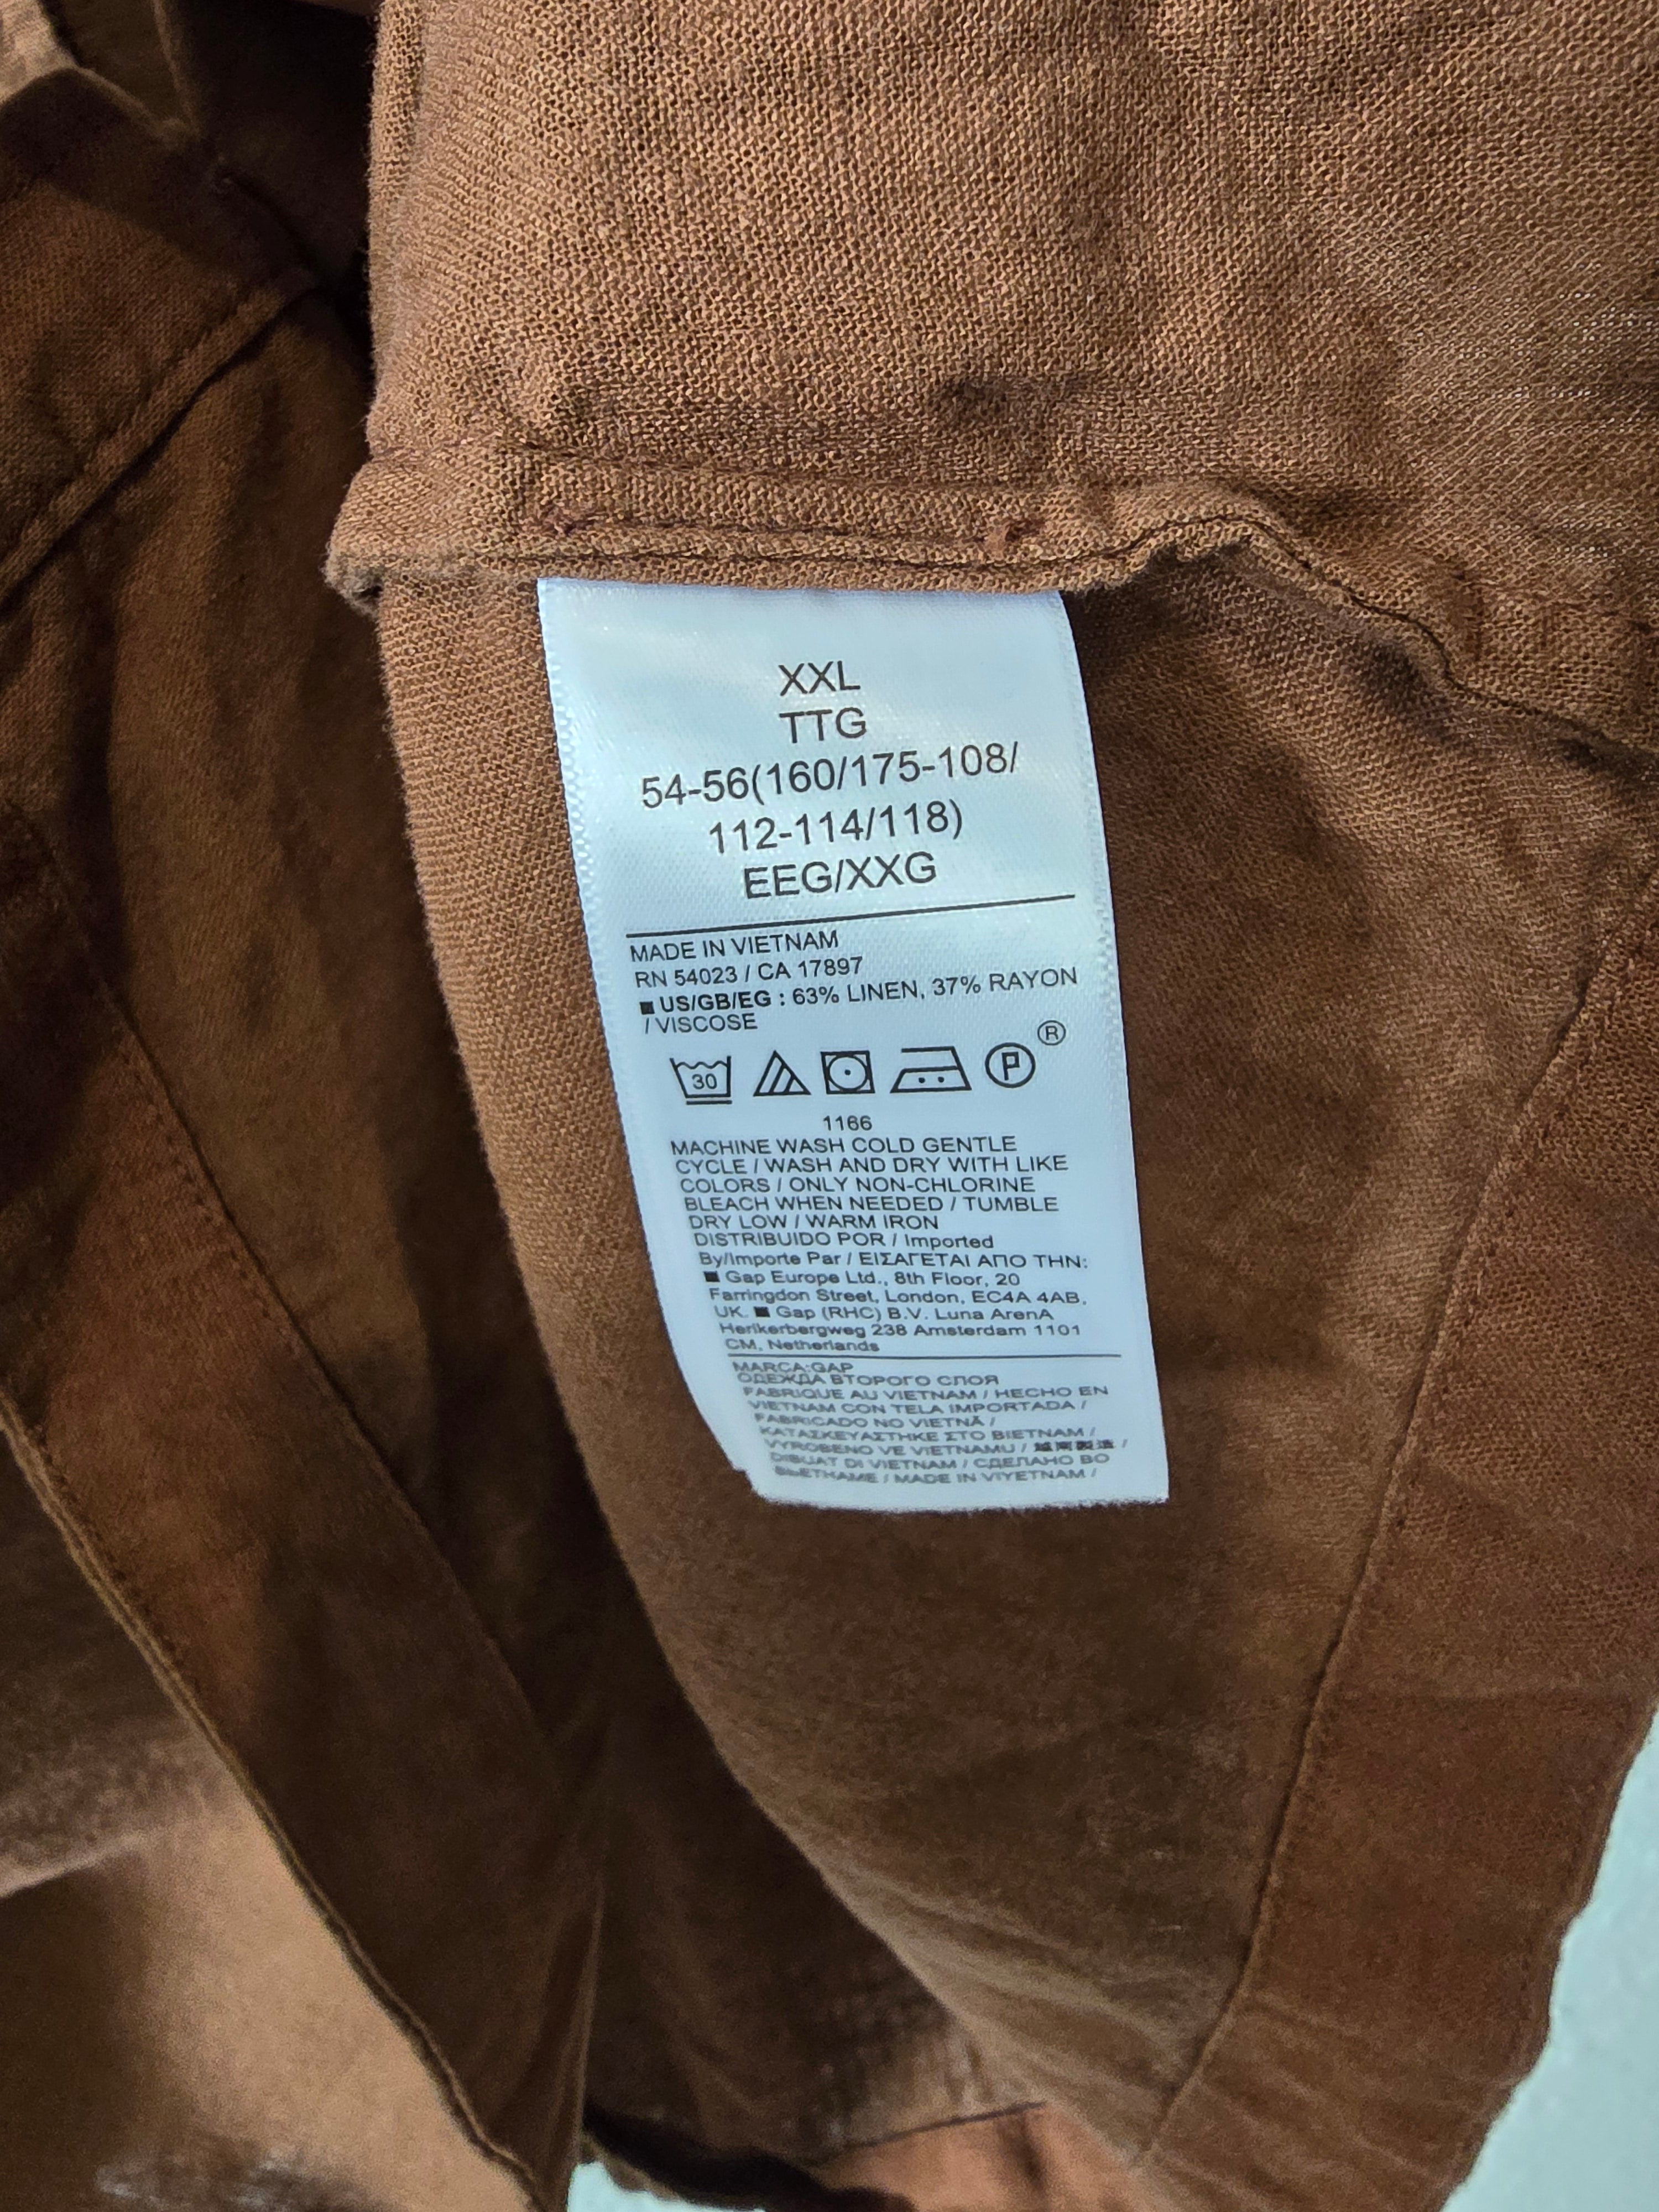 XXL
TTG
54-56(160/175-108/
112-114/118)
EEG/XXG
MADE IN VIETNAM
RN 54023 / CA 17897
■ US/GB/EG : 63% LINEN, 37% RAYON
/ VISCOSE
30 P ®
1166
MACHINE WASH COLD GENTLE
CYCLE / WASH AND DRY WITH LIKE
COLORS / ONLY NON-CHLORINE
BLEACH WHEN NEEDED / TUMBLE
DRY LOW / WARM IRON
DISTRIBUIDO POR / Imported
By/Importe Par / ΕΙΣΑΓΕΤΑΙ ΑΠΟ ΤΗΝ:
■ Gap Europe Ltd., 8th Floor, 20
Farringdon Street, London, EC4A 4AB,
UK. ■ Gap (RHC) B.V. Luna ArenA
Herikerbergweg 238 Amsterdam 1101
CM, Netherlands
MARCA:GAP
ОДЕЖДА ВТОРОГО СЛОЯ
FABRIQUE AU VIETNAM / HECHO EN
VIETNAM CON TELA IMPORTADA /
FABRICADO NO VIETNÃ /
ΚΑΤΑΣΚΕΥΑΣΤΗΚΕ ΣΤΟ ΒΙΕΤΝΑΜ /
VYROBENO VE VIETNAMU / 越南製造 /
DIBUAT DI VIETNAM / СДЕЛАНО ВО
ВЬЕТНАМЕ / MADE IN VIYETNAM /